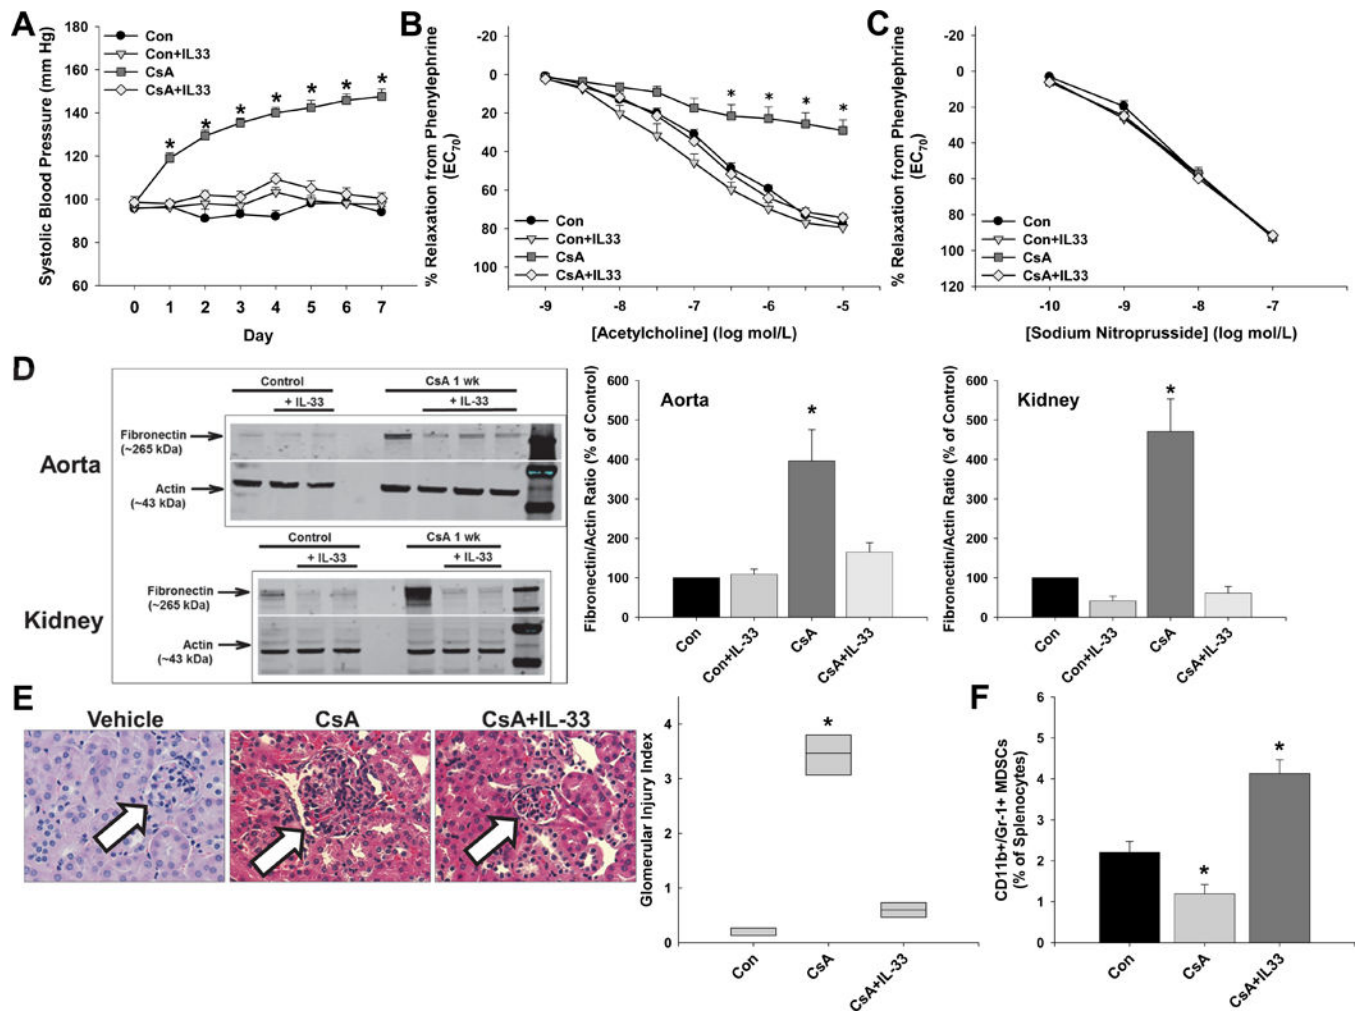 A
Systolic Blood Pressure (mm Hg)
180
160
140
120
100
80
60
Con
Con+IL33
CsA
CsA+IL33
* * * * * * *
0 1 2 3 4 5 6 7
Day
B
% Relaxation from Phenylephrine
(EC70)
-20
0
20
40
60
80
100
* * * *
Con
Con+IL33
CsA
CsA+IL33
-9 -8 -7 -6 -5
[Acetylcholine] (log mol/L)
C
% Relaxation from Phenylephrine
(EC70)
-20
0
20
40
60
80
100
120
Con
Con+IL33
CsA
CsA+IL33
-10 -9 -8 -7
[Sodium Nitroprusside] (log mol/L)
D
Aorta
Control
+ IL-33
CsA 1 wk
+ IL-33
Fibronectin
(~265 kDa)
Actin
(~43 kDa)
Kidney
Control
+ IL-33
CsA 1 wk
+ IL-33
Fibronectin
(~265 kDa)
Actin
(~43 kDa)
Aorta
Fibronectin/Actin Ratio (% of Control)
600
500
400
300
200
100
0
*
Con
Con+IL-33
CsA
CsA+IL-33
Kidney
Fibronectin/Actin Ratio (% of Control)
600
500
400
300
200
100
0
*
Con
Con+IL-33
CsA
CsA+IL-33
E
Vehicle
CsA
CsA+IL-33
Glomerular Injury Index
4
3
2
1
0
*
Con
CsA
CsA+IL-33
F
CD11b+/Gr-1+ MDSCs
(% of Splenocytes)
6
5
4
3
2
1
0
*
*
Con
CsA
CsA+IL33